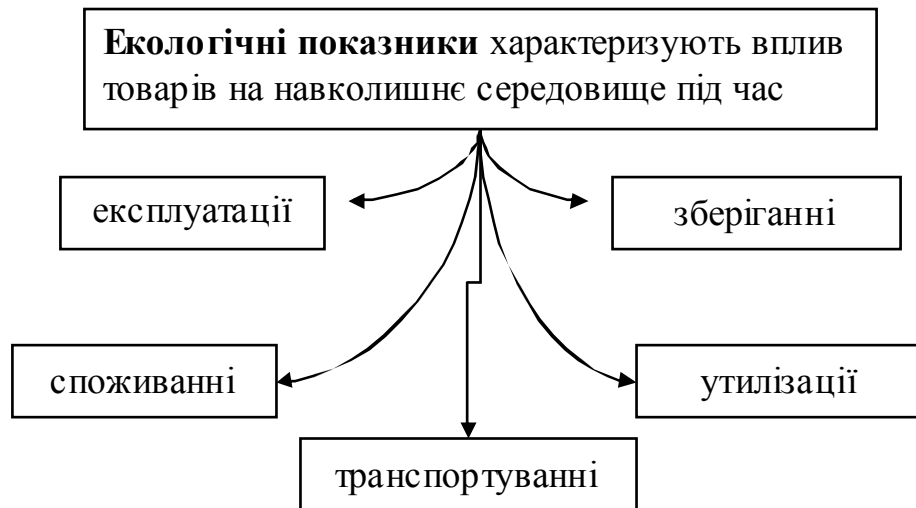 Екологічні показники характеризують вплив
товарів на навколишнє середовище під час
експлуатації
зберіганні
споживанні
утилізації
транспортуванні